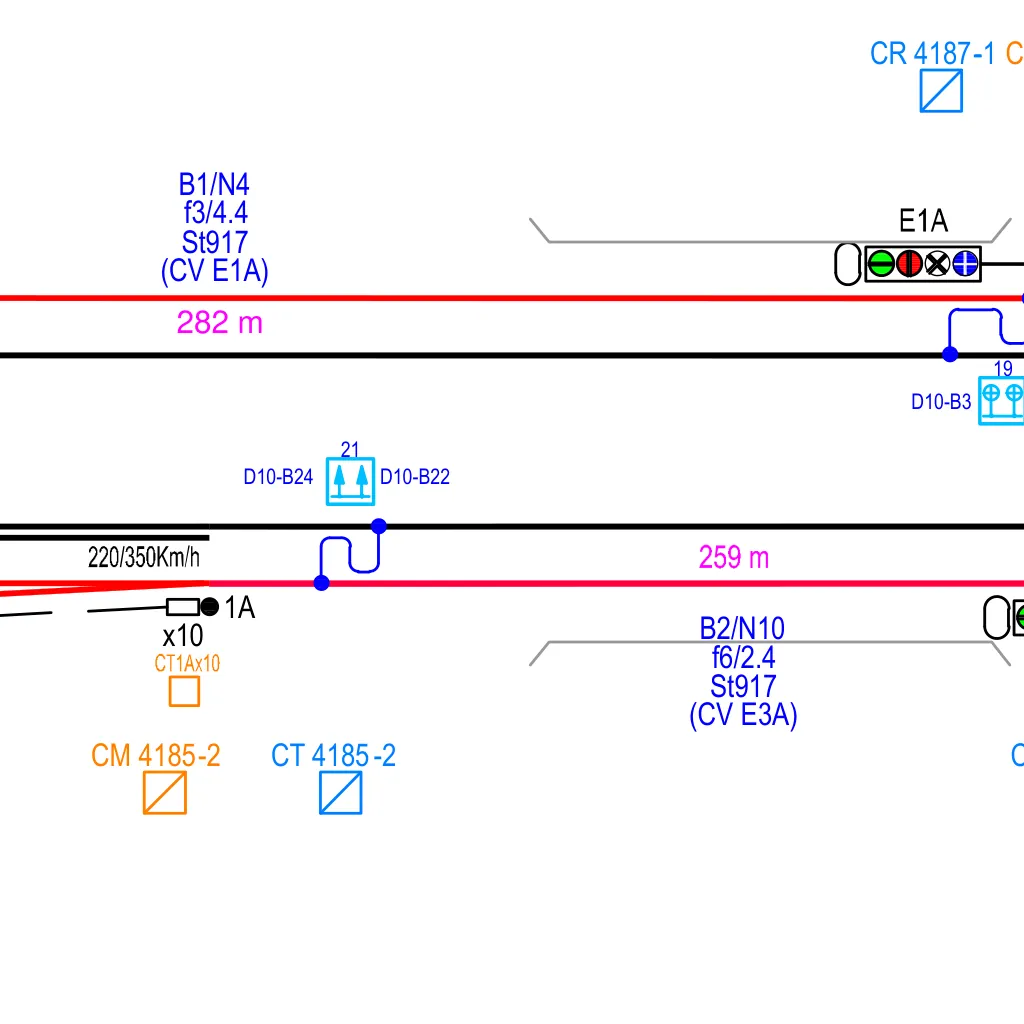 CR 4187-1
C
B1/N4
f3/4.4
St917
(CV E1A)
E1A
282 m
19
D10-B3
21
D10-B24
D10-B22
220/350Km/h
259 m
1A
x10
CT1Ax10
B2/N10
f6/2.4
St917
(CV E3A)
CM 4185-2
CT 4185-2
C